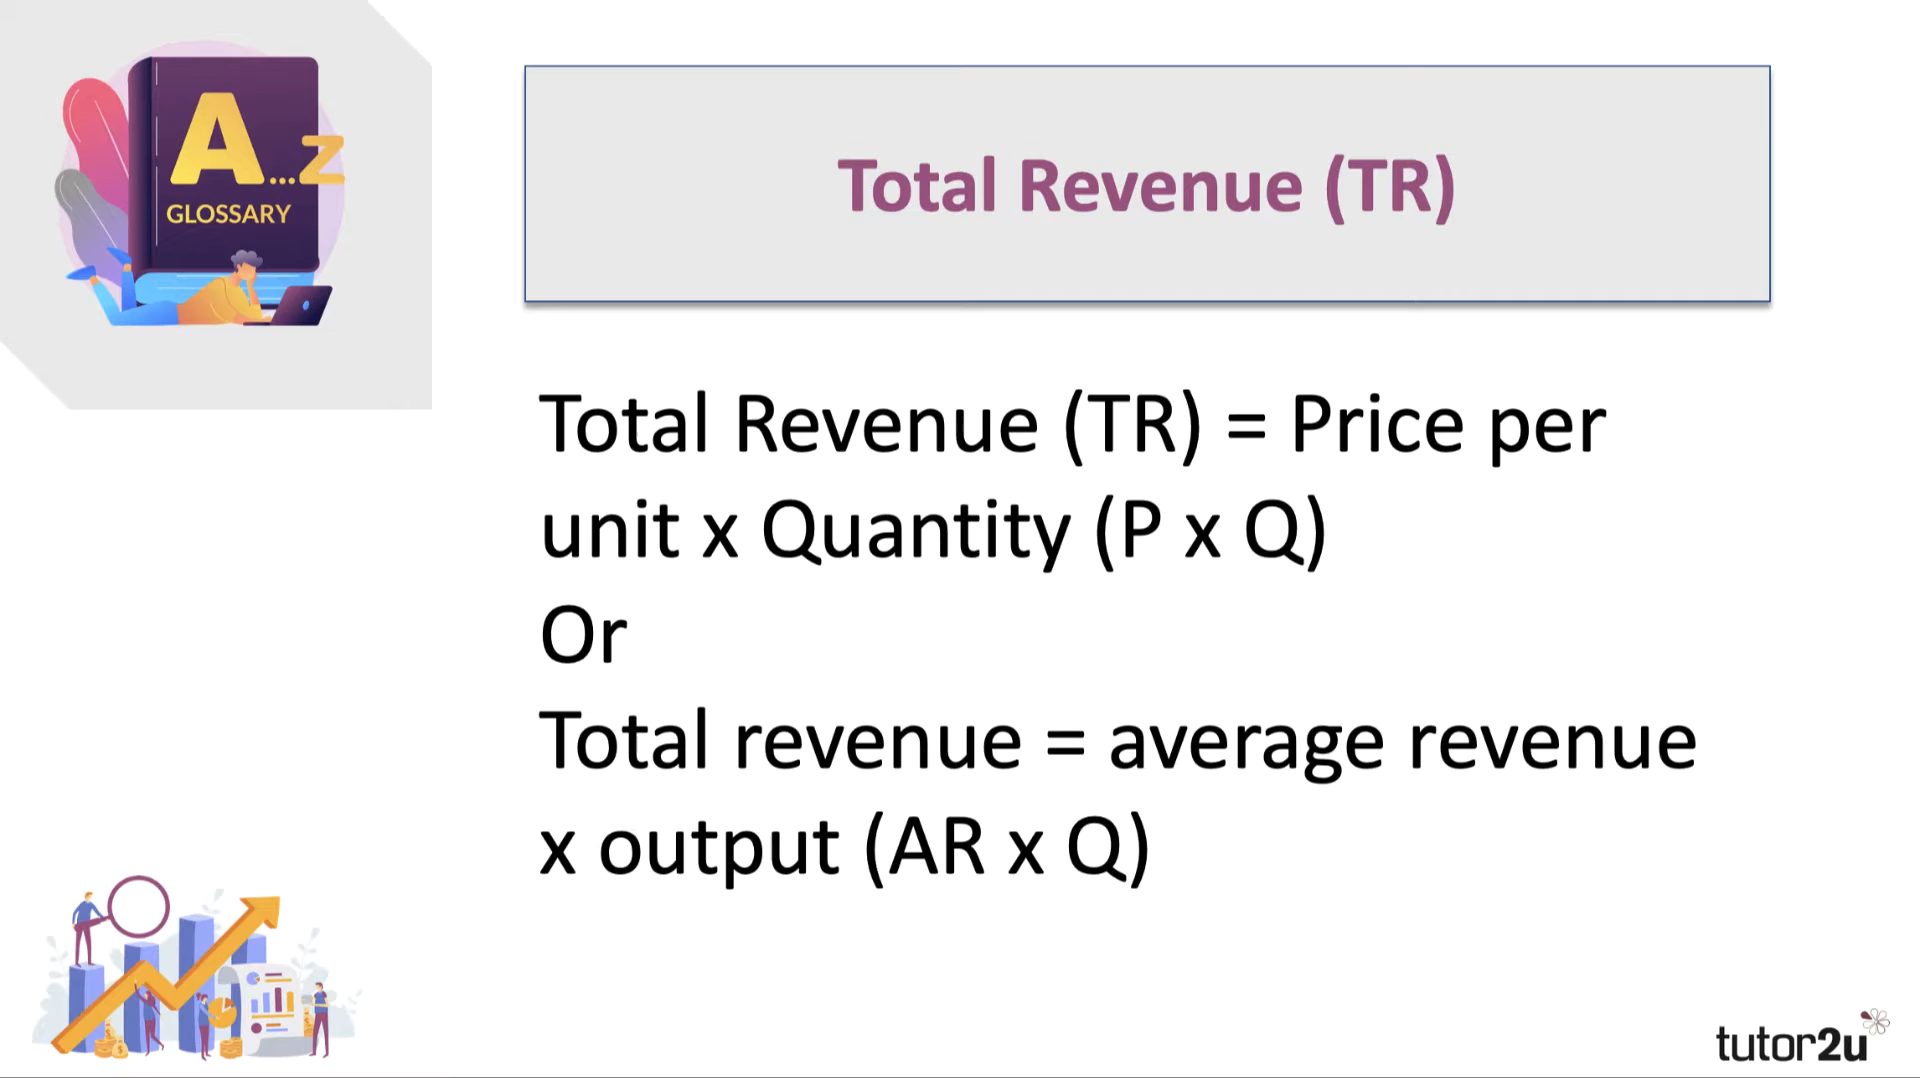 A...Z
GLOSSARY
Total Revenue (TR)
Total Revenue (TR) = Price per
unit x Quantity (P x Q)
Or
Total revenue = average revenue
x output (AR x Q)
tutor2u